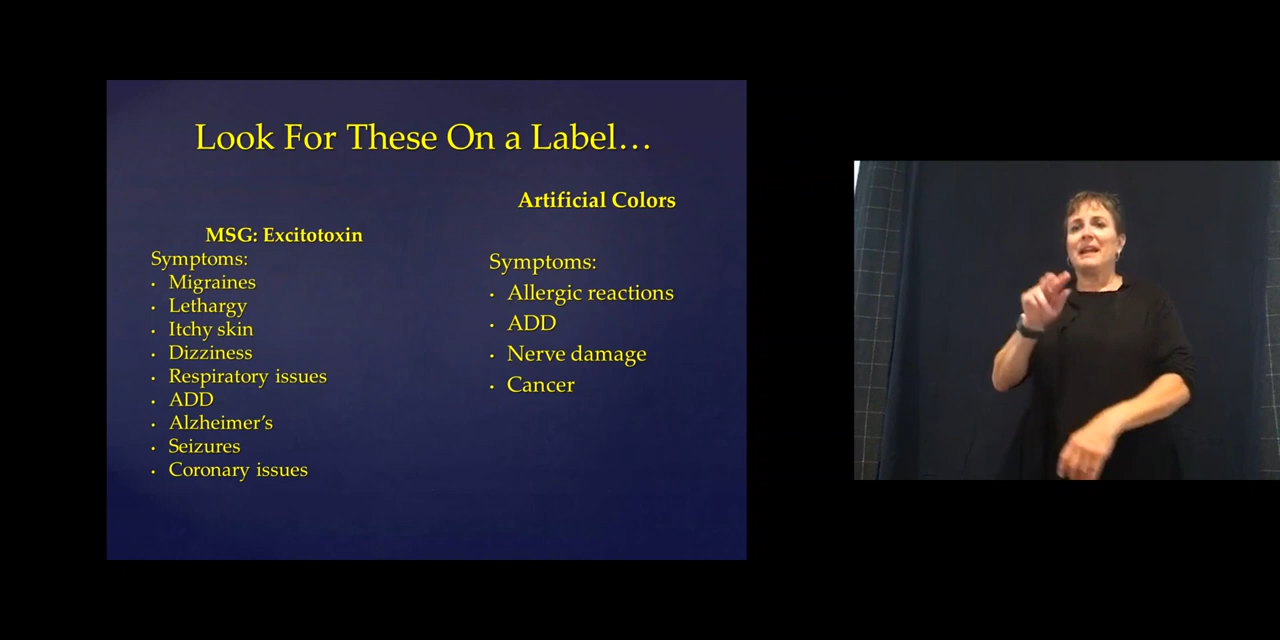 Look For These On a Label…
MSG: Excitotoxin
Symptoms:
· Migraines
· Lethargy
· Itchy skin
· Dizziness
· Respiratory issues
· ADD
· Alzheimer’s
· Seizures
· Coronary issues
Artificial Colors
Symptoms:
· Allergic reactions
· ADD
· Nerve damage
· Cancer